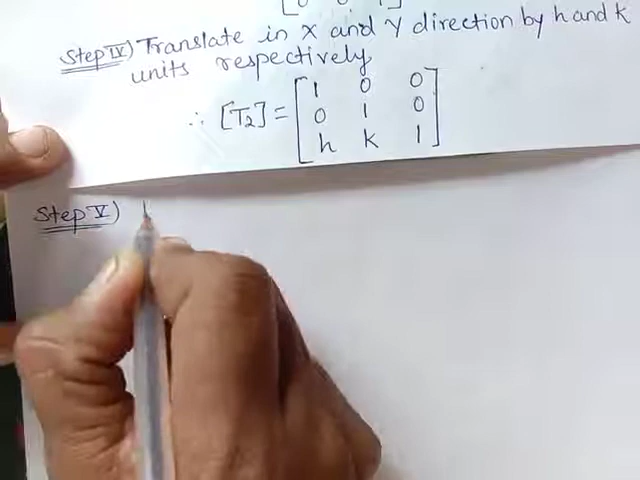 Step IV) Translate in X and Y direction by h and k
units respectively
∴ [T₂] = [ 1 0 0
0 1 0
h k 1 ]
Step V)